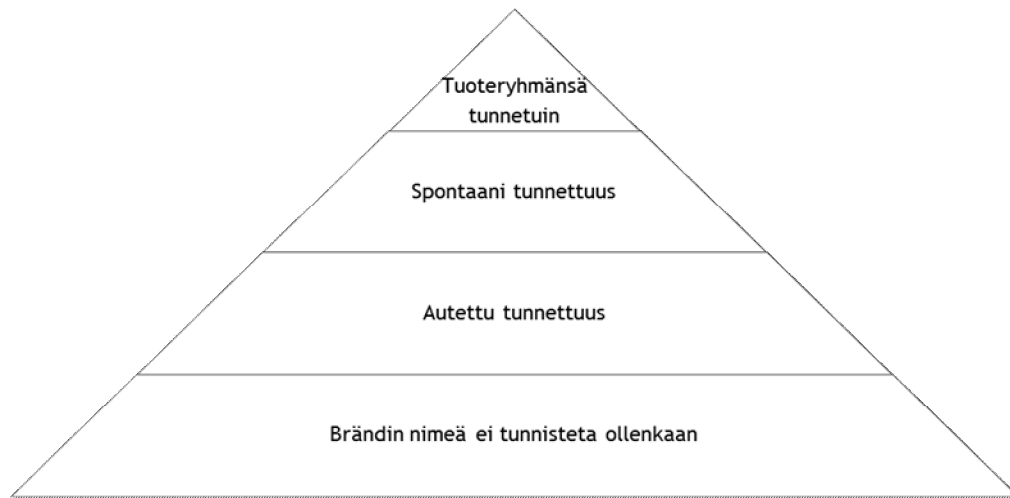 Tuoteryhmänsä
tunnetuin
Spontaani tunnettuus
Autettu tunnettuus
Brändin nimeä ei tunnisteta ollenkaan